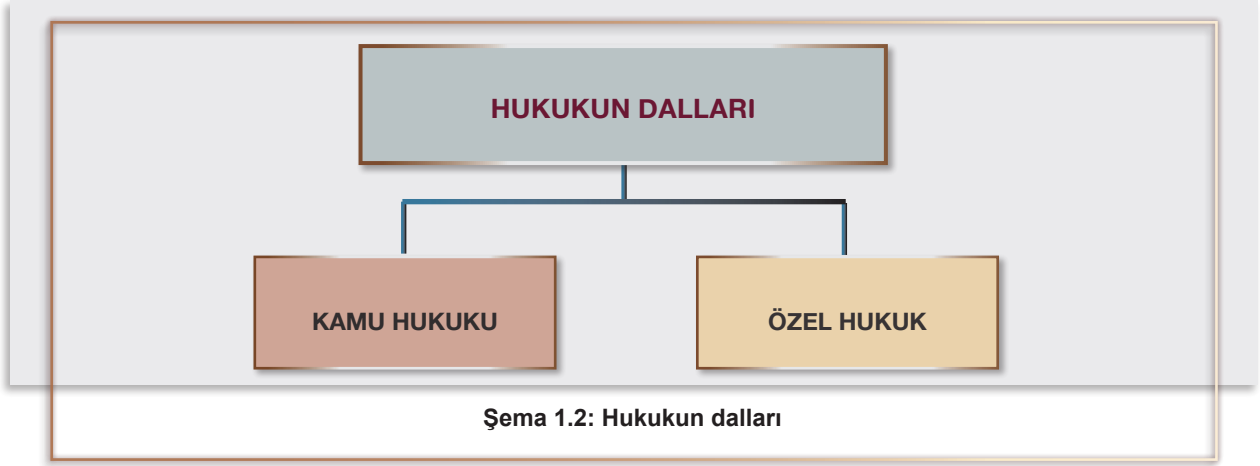 HUKUKUN DALLARI
KAMU HUKUKU
ÖZEL HUKUK
Şema 1.2: Hukukun dalları